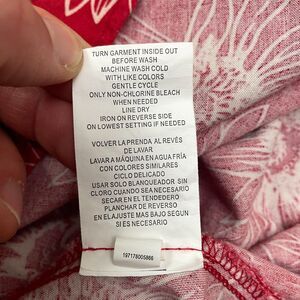 TURN GARMENT INSIDE OUT
BEFORE WASH
MACHINE WASH COLD
WITH LIKE COLORS
GENTLE CYCLE
ONLY NON-CHLORINE BLEACH
WHEN NEEDED
LINE DRY
IRON ON REVERSE SIDE
ON LOWEST SETTING IF NEEDED
VOLVER LA PRENDA AL REVÉS
DE LAVAR
LAVAR A MÁQUINA EN AGUA FRÍA
CON COLORES SIMILARES
CICLO DELICADO
USAR SOLO BLANQUEADOR SIN
CLORO CUANDO SEA NECESARIO
SECAR EN EL TENDEDERO
PLANCHAR DE REVERSO
EN EL AJUSTE MAS BAJO SEGUN
SI ES NECESARIO
197178005866